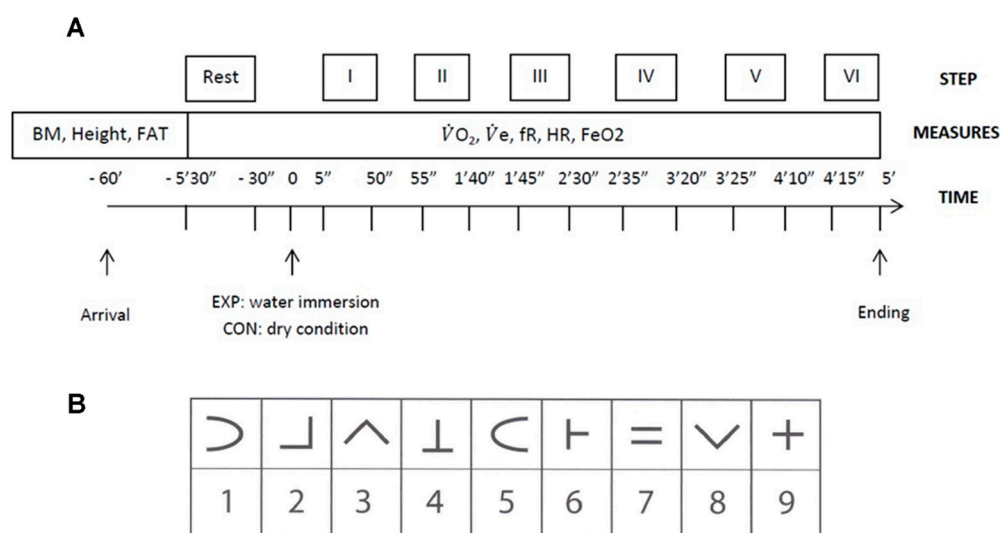 A
Rest I II III IV V VI STEP
BM, Height, FAT V̇O₂, V̇e, fR, HR, FeO2 MEASURES
- 60’ - 5’30’’ - 30’’ 0 5’’ 50’’ 55’’ 1’40’’ 1’45’’ 2’30’’ 2’35’’ 3’20’’ 3’25’’ 4’10’’ 4’15’’ 5’
TIME
Arrival EXP: water immersion Ending
CON: dry condition
B
⊃ ┘ ∧ ⊥ ⊂ ⊢ = ∨ +
1 2 3 4 5 6 7 8 9